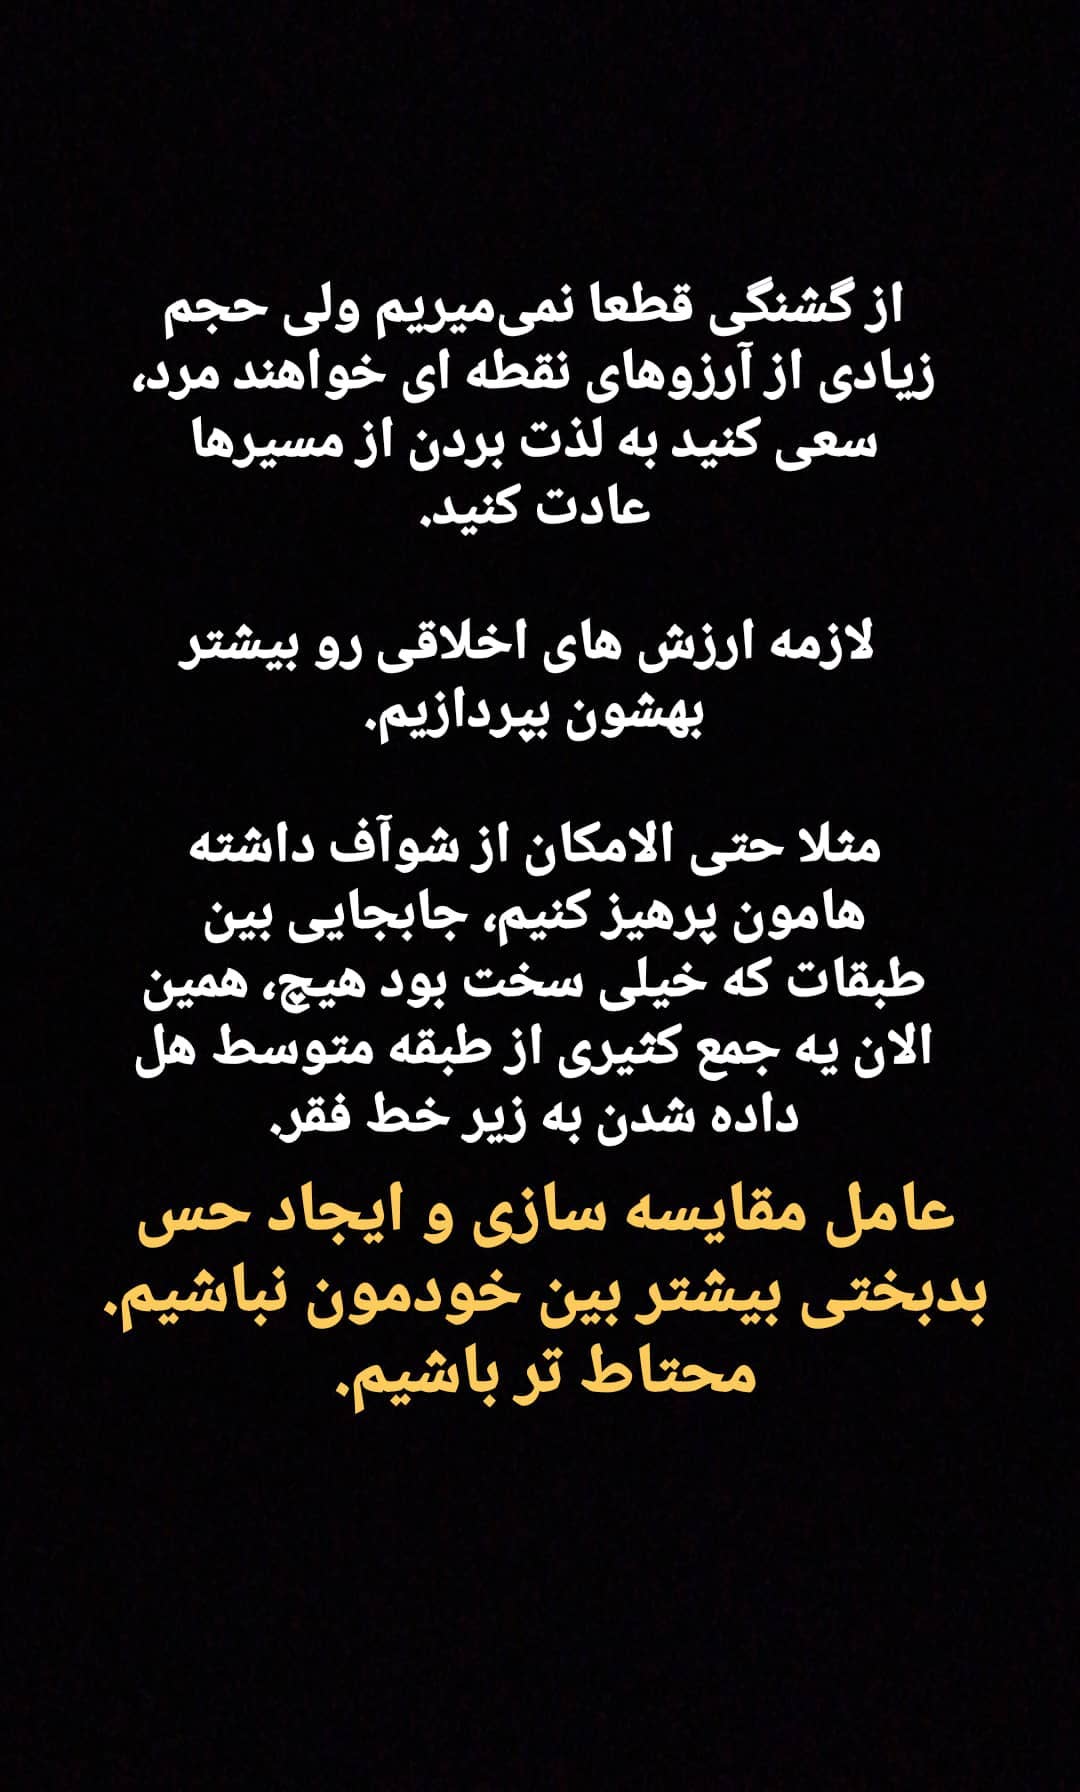 از گشنگی قطعا نمی‌میریم ولی حجم
زیادی از آرزوهای نقطه ای خواهند مرد،
سعی کنید به لذت بردن از مسیرها
عادت کنید.
لازمه ارزش های اخلاقی رو بیشتر
بهشون بپردازیم.
مثلا حتی الامکان از شوآف داشته
هامون پرهیز کنیم، جابجایی بین
طبقات که خیلی سخت بود هیچ، همین
الان یه جمع کثیری از طبقه متوسط هل
داده شدن به زیر خط فقر.
عامل مقایسه سازی و ایجاد حس
بدبختی بیشتر بین خودمون نباشیم.
محتاط تر باشیم.